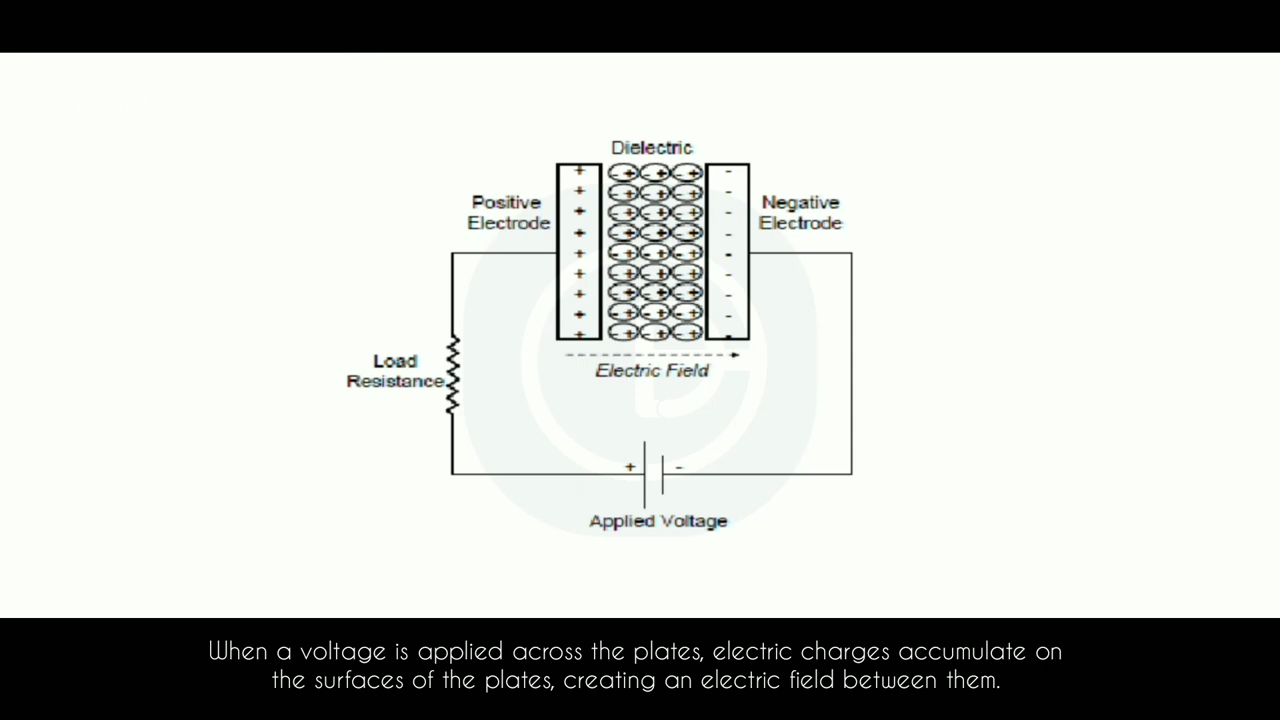 Dielectric
Positive
Electrode
Negative
Electrode
Load
Resistance
Electric Field
+ -
Applied Voltage
When a voltage is applied across the plates, electric charges accumulate on
the surfaces of the plates, creating an electric field between them.